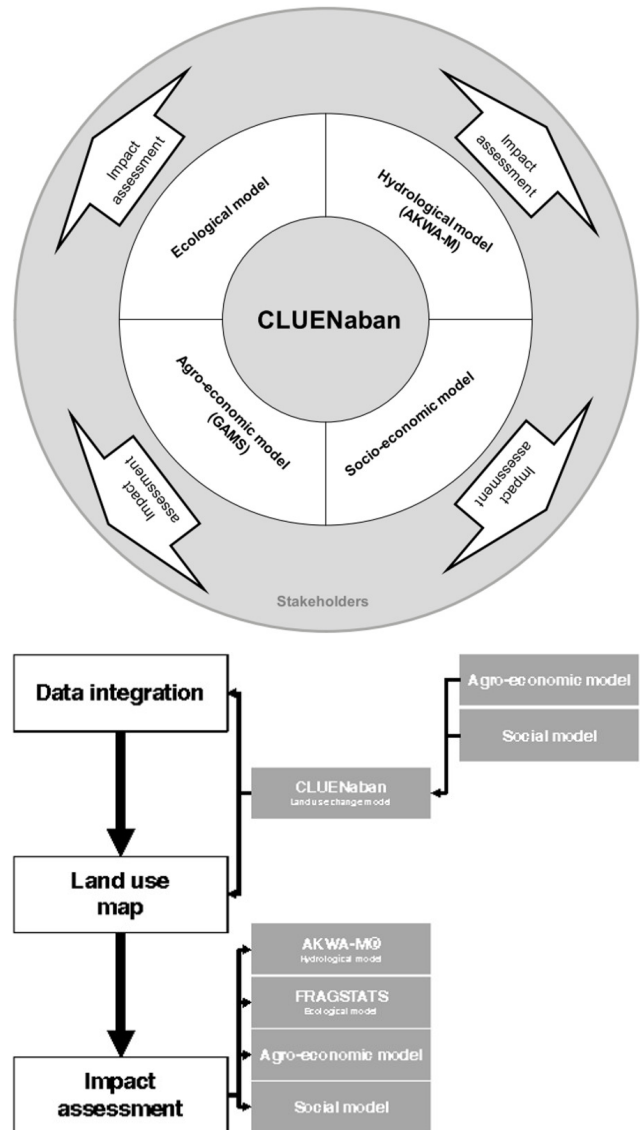 Impact
assessment
Impact
assessment
Ecological model
Hydrological model
(AKWA-M)
CLUENaban
Agro-economic model
(GAMS)
Socio-economic model
Impact
assessment
Impact
assessment
Stakeholders
Data integration
Agro-economic model
Social model
CLUENaban
Land use change model
Land use
map
AKWA-M®
Hydrological model
FRAGSTATS
Ecological model
Agro-economic model
Impact
assessment
Social model